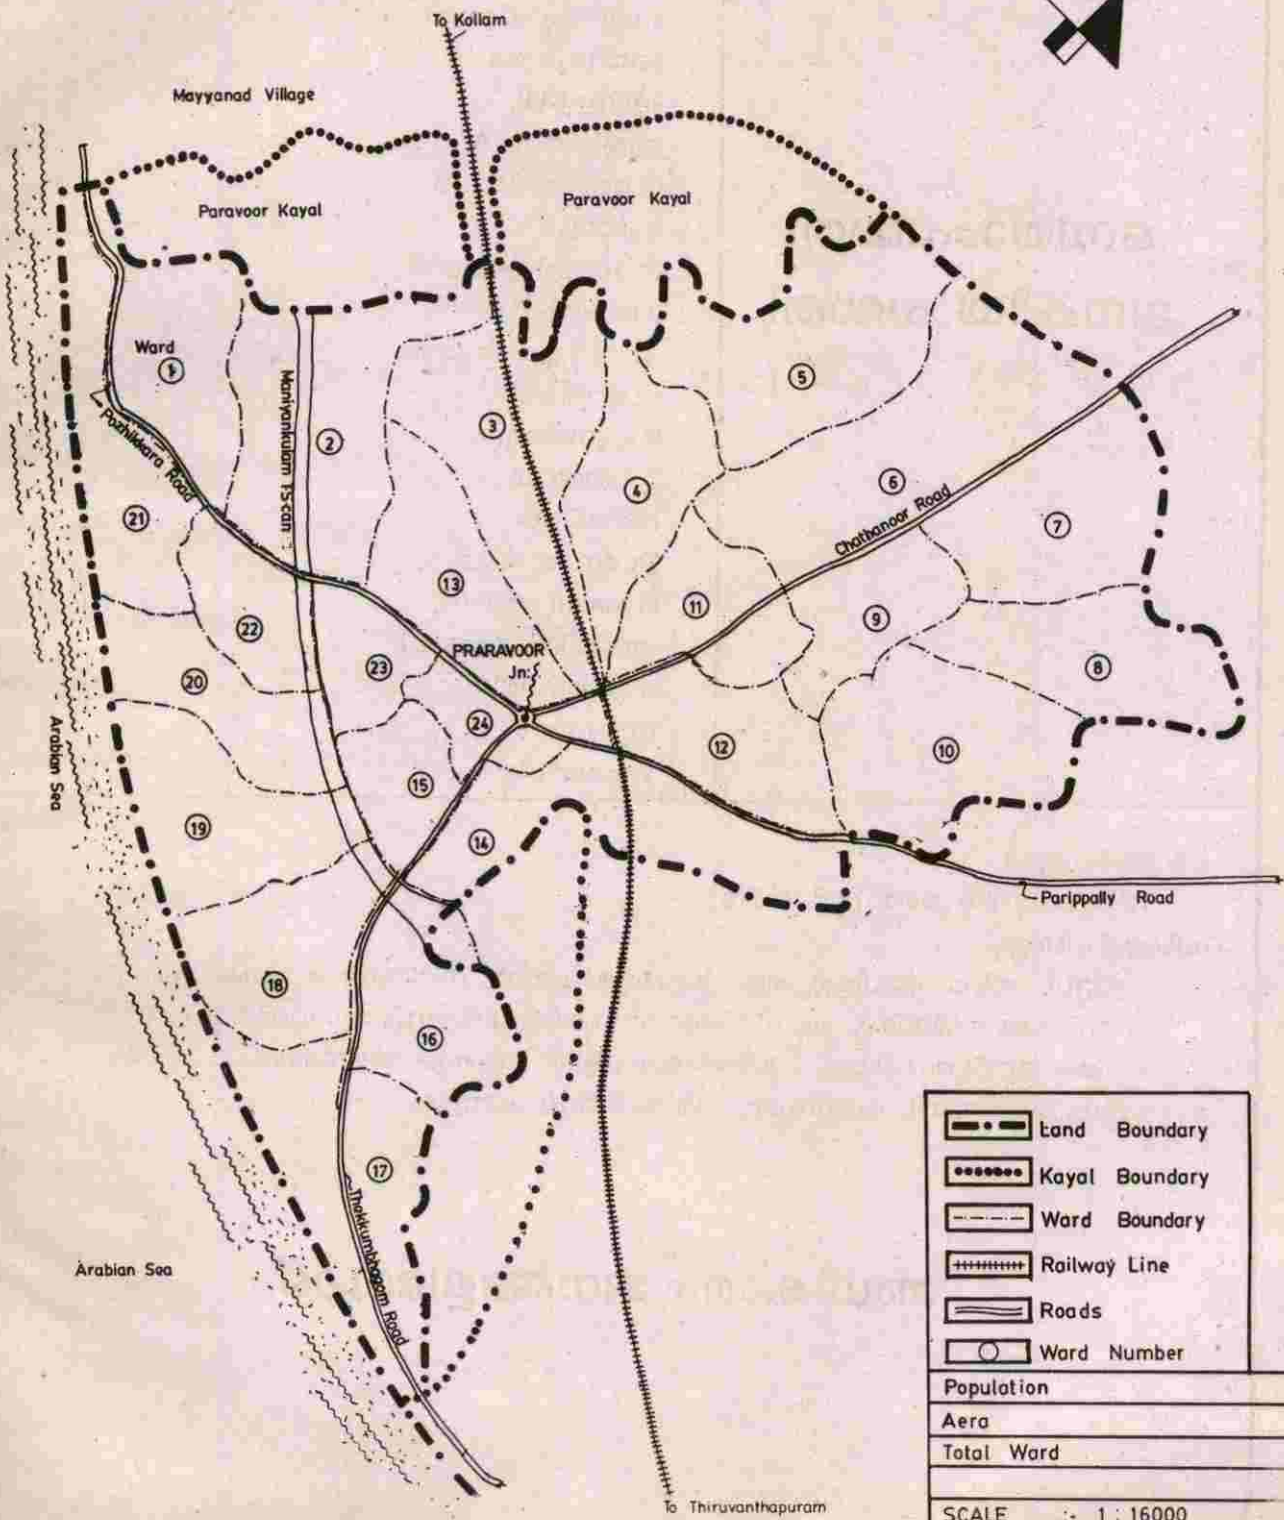 To Kollam
Mayyanad Village
Paravoor Kayal
Paravoor Kayal
Ward
1
2
3
4
5
6
7
8
9
10
11
12
13
14
15
16
17
18
19
20
21
22
23
24
Pozhikkara Road
Maniyankulam
Chathanoor Road
PRARAVOOR
Jn:
Arabian Sea
Parippally Road
Thekkumbhagom Road
Arabian Sea
To Thiruvanthapuram
Land Boundary
Kayal Boundary
Ward Boundary
Railway Line
Roads
Ward Number
Population
Aera
Total Ward
SCALE :- 1 : 16000